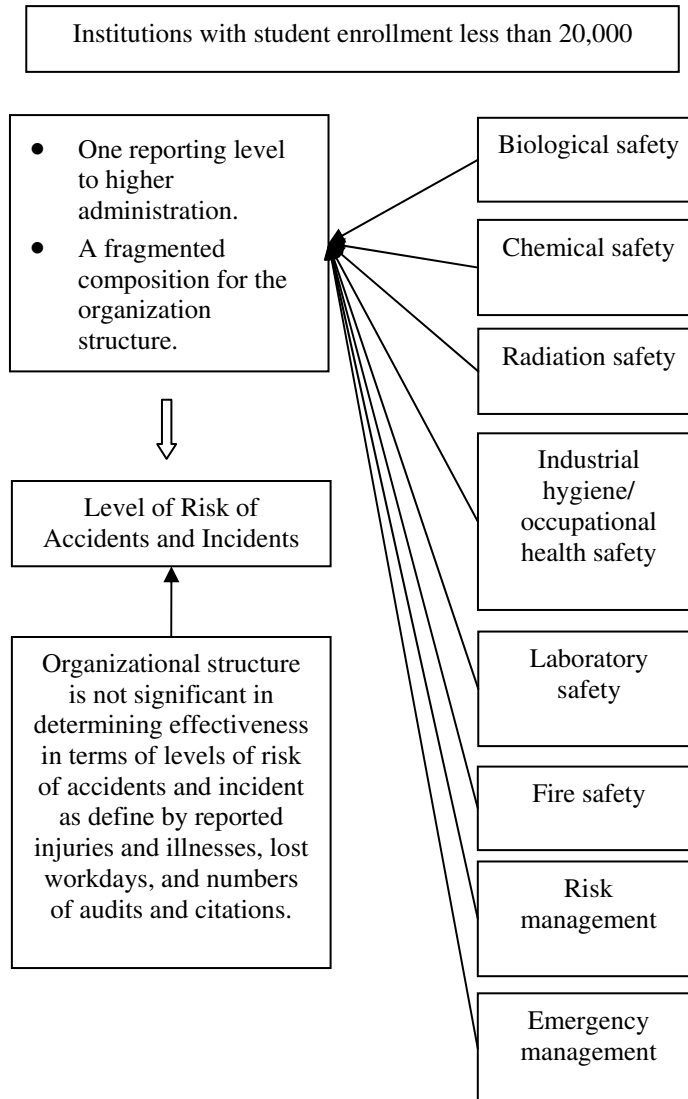 Institutions with student enrollment less than 20,000
• One reporting level
to higher
administration.
• A fragmented
composition for the
organization
structure.
Level of Risk of
Accidents and Incidents
Organizational structure
is not significant in
determining effectiveness
in terms of levels of risk
of accidents and incident
as define by reported
injuries and illnesses, lost
workdays, and numbers
of audits and citations.
Biological safety
Chemical safety
Radiation safety
Industrial
hygiene/
occupational
health safety
Laboratory
safety
Fire safety
Risk
management
Emergency
management